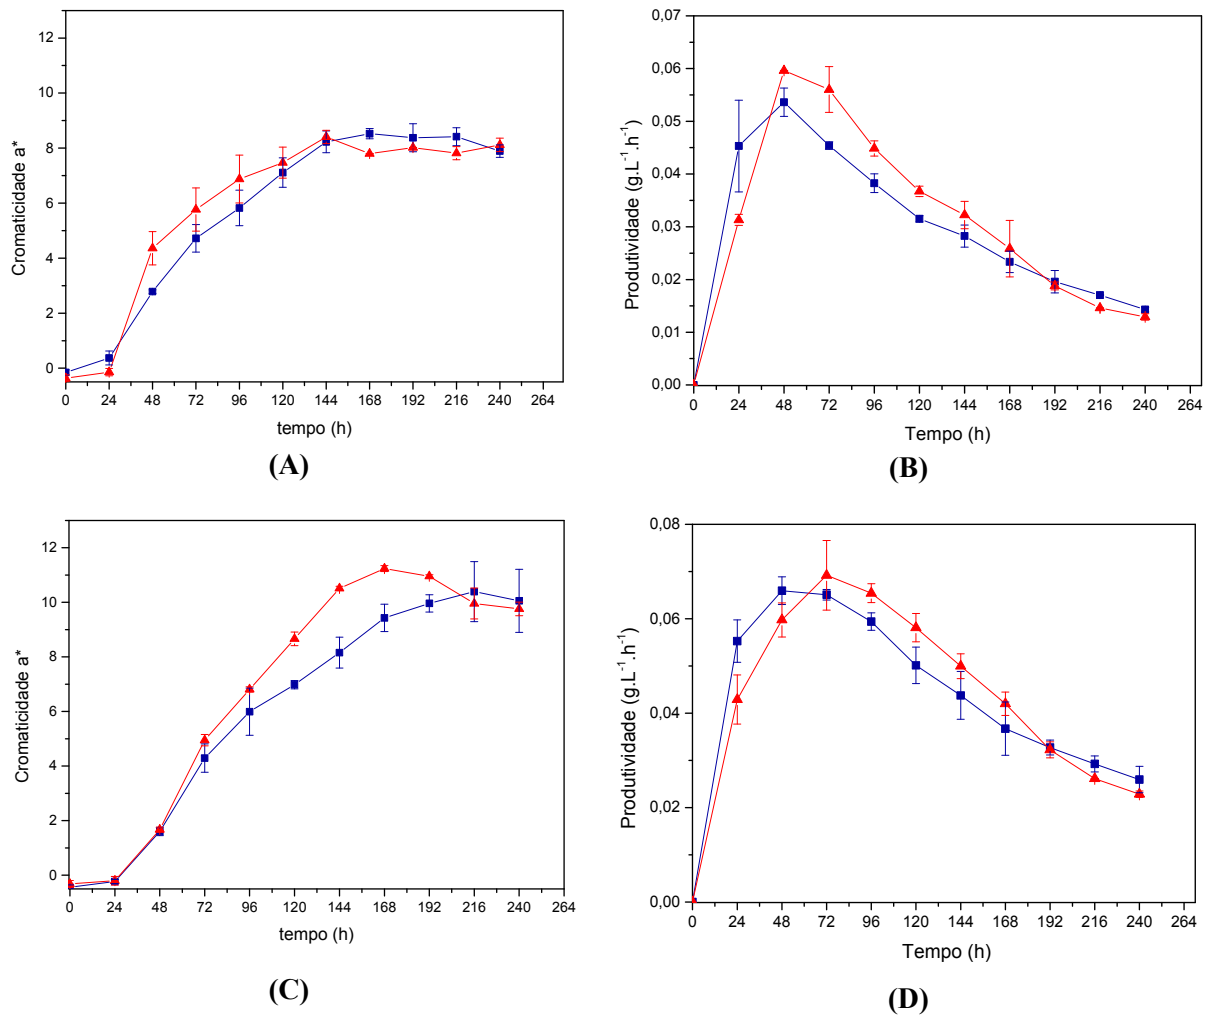 12
10
8
6
4
2
0
Cromaticidade a*
0 24 48 72 96 120 144 168 192 216 240 264
tempo (h)
(A)
0,07
0,06
0,05
0,04
0,03
0,02
0,01
0,00
Produtividade (g.L⁻¹.h⁻¹)
0 24 48 72 96 120 144 168 192 216 240 264
Tempo (h)
(B)
12
10
8
6
4
2
0
Cromaticidade a*
0 24 48 72 96 120 144 168 192 216 240 264
tempo (h)
(C)
0,08
0,06
0,04
0,02
0,00
Produtividade (g.L⁻¹.h⁻¹)
0 24 48 72 96 120 144 168 192 216 240 264
Tempo (h)
(D)